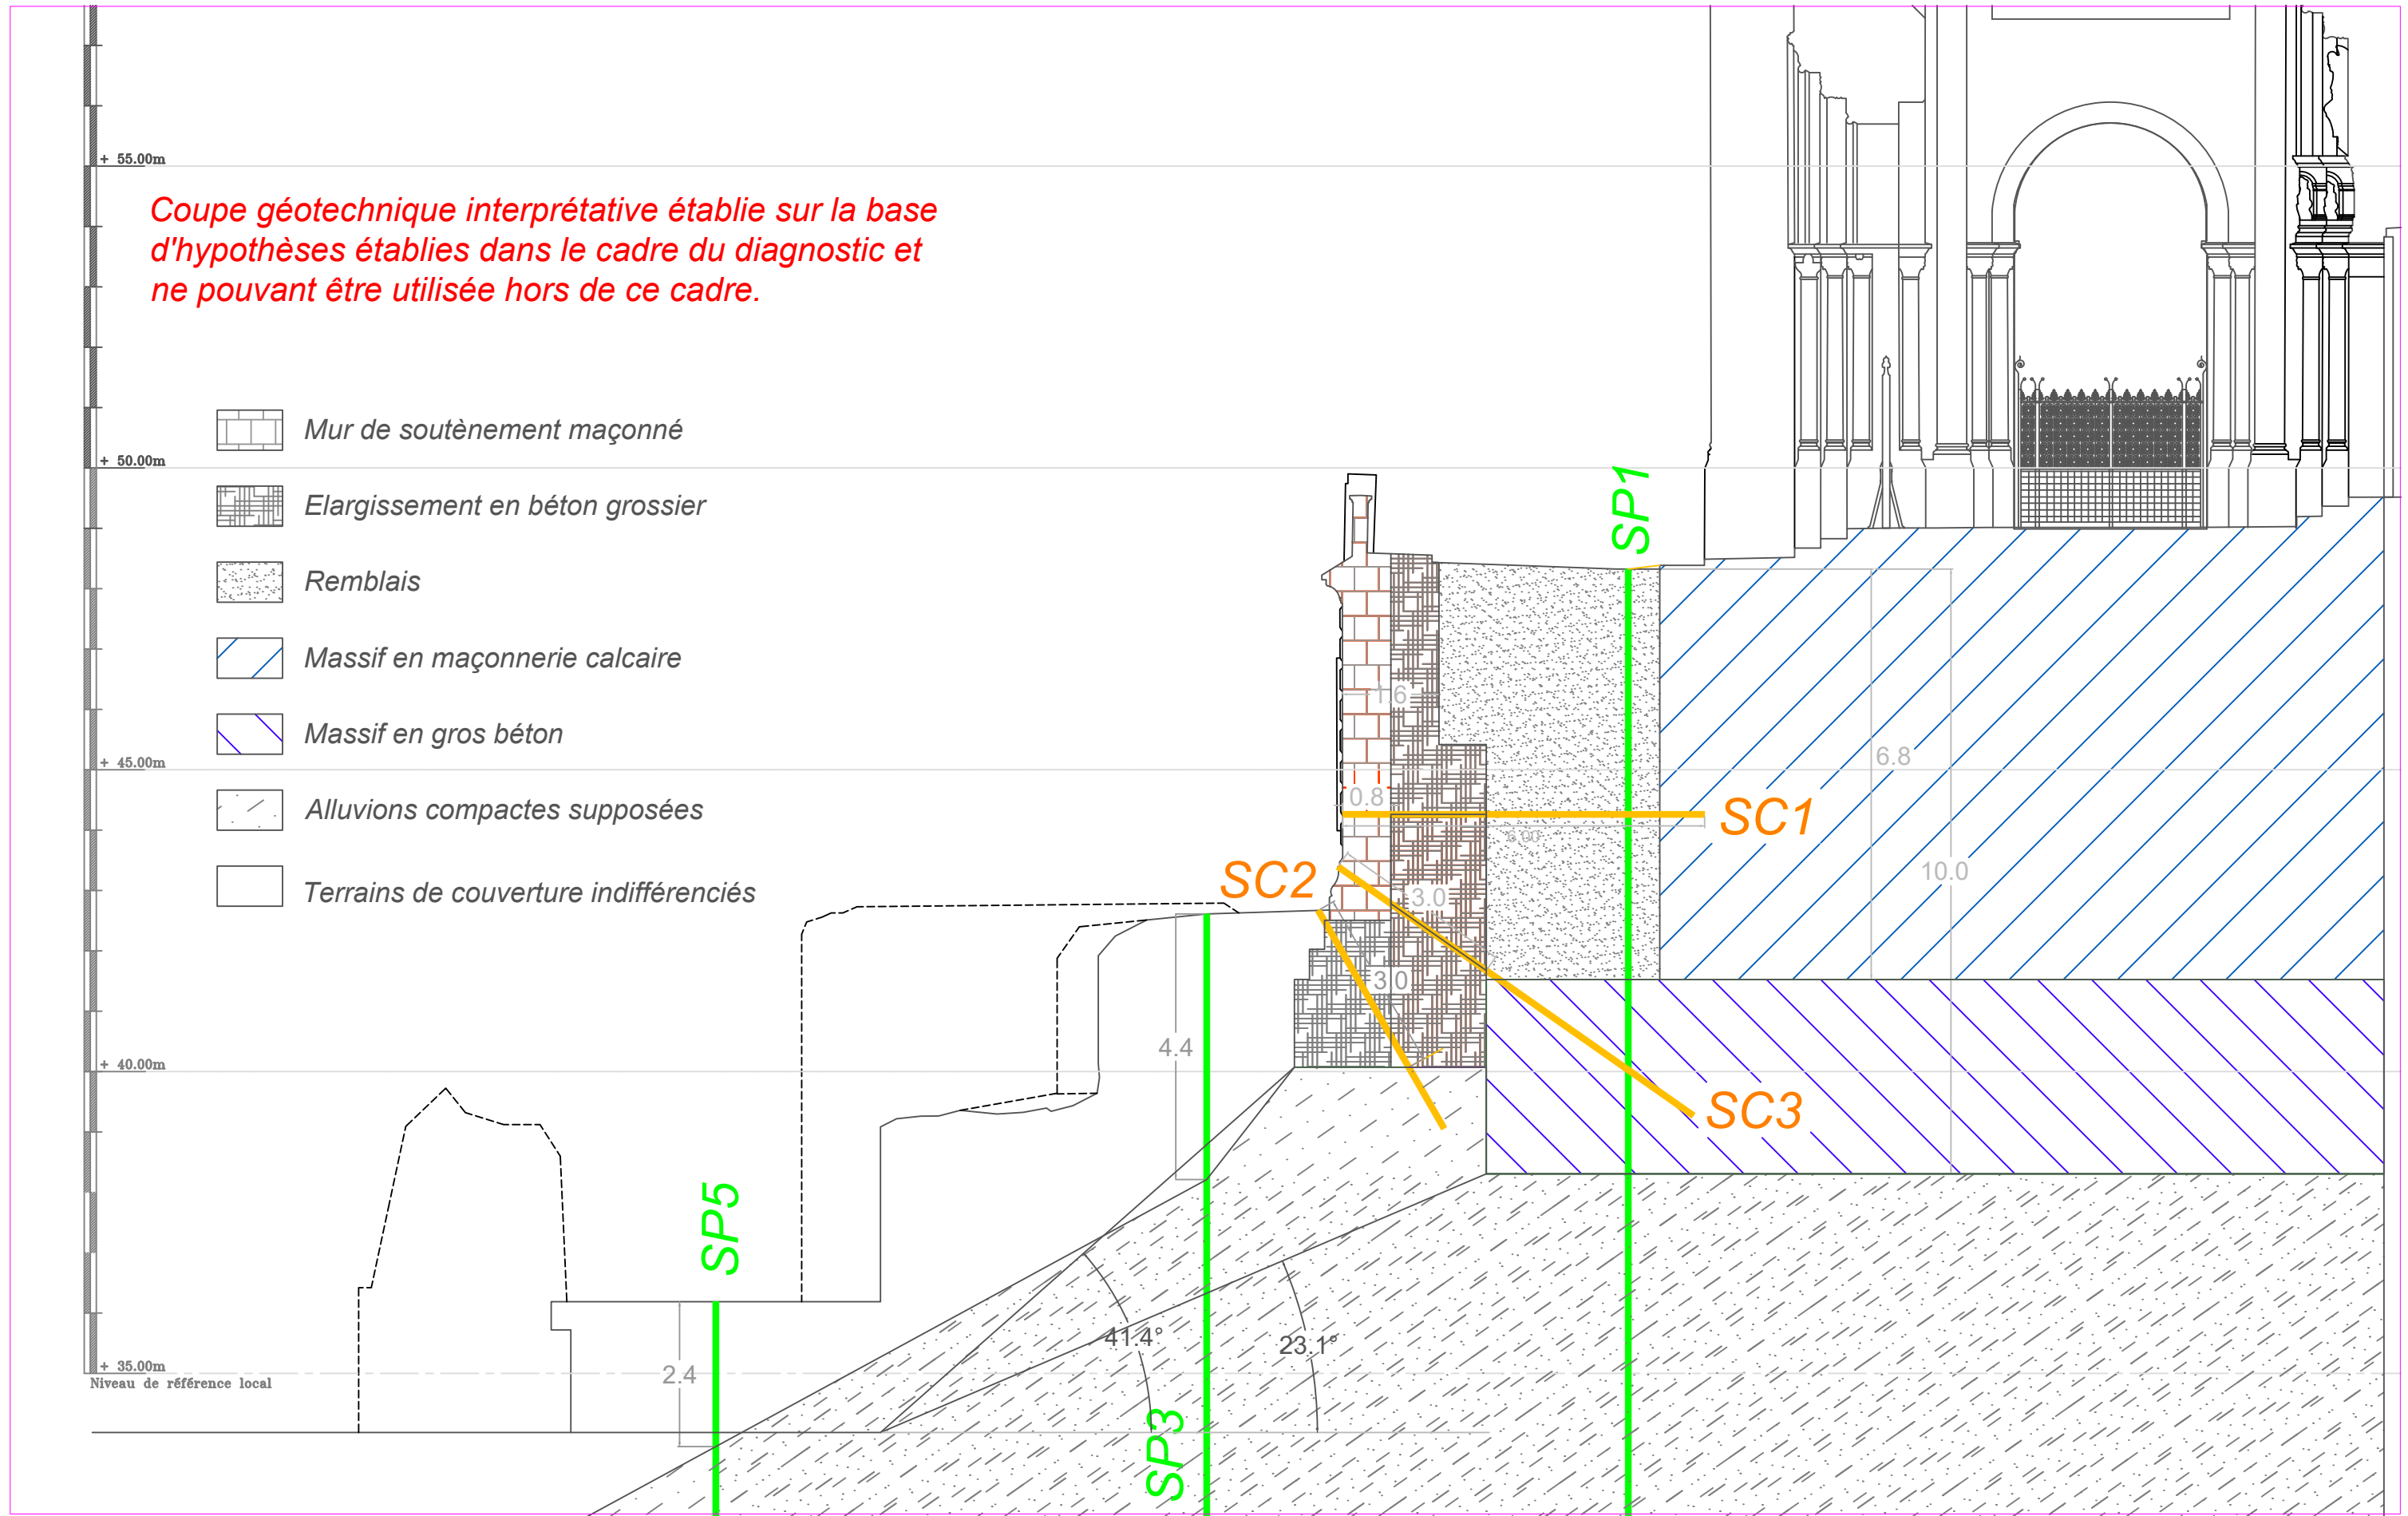 + 55.00m
Coupe géotechnique interprétative établie sur la base
d'hypothèses établies dans le cadre du diagnostic et
ne pouvant être utilisée hors de ce cadre.
Mur de soutènement maçonné
+ 50.00m
Elargissement en béton grossier
SP1
Remblais
Massif en maçonnerie calcaire
1.6
Massif en gros béton
+ 45.00m
6.8
0.8
Alluvions compactes supposées
SC1
6.00
SC2
10.0
Terrains de couverture indifférenciés
3.0
3.0
4.4
+ 40.00m
SC3
SP5
41.4°
23.1°
+ 35.00m
2.4
Niveau de référence local
SP3